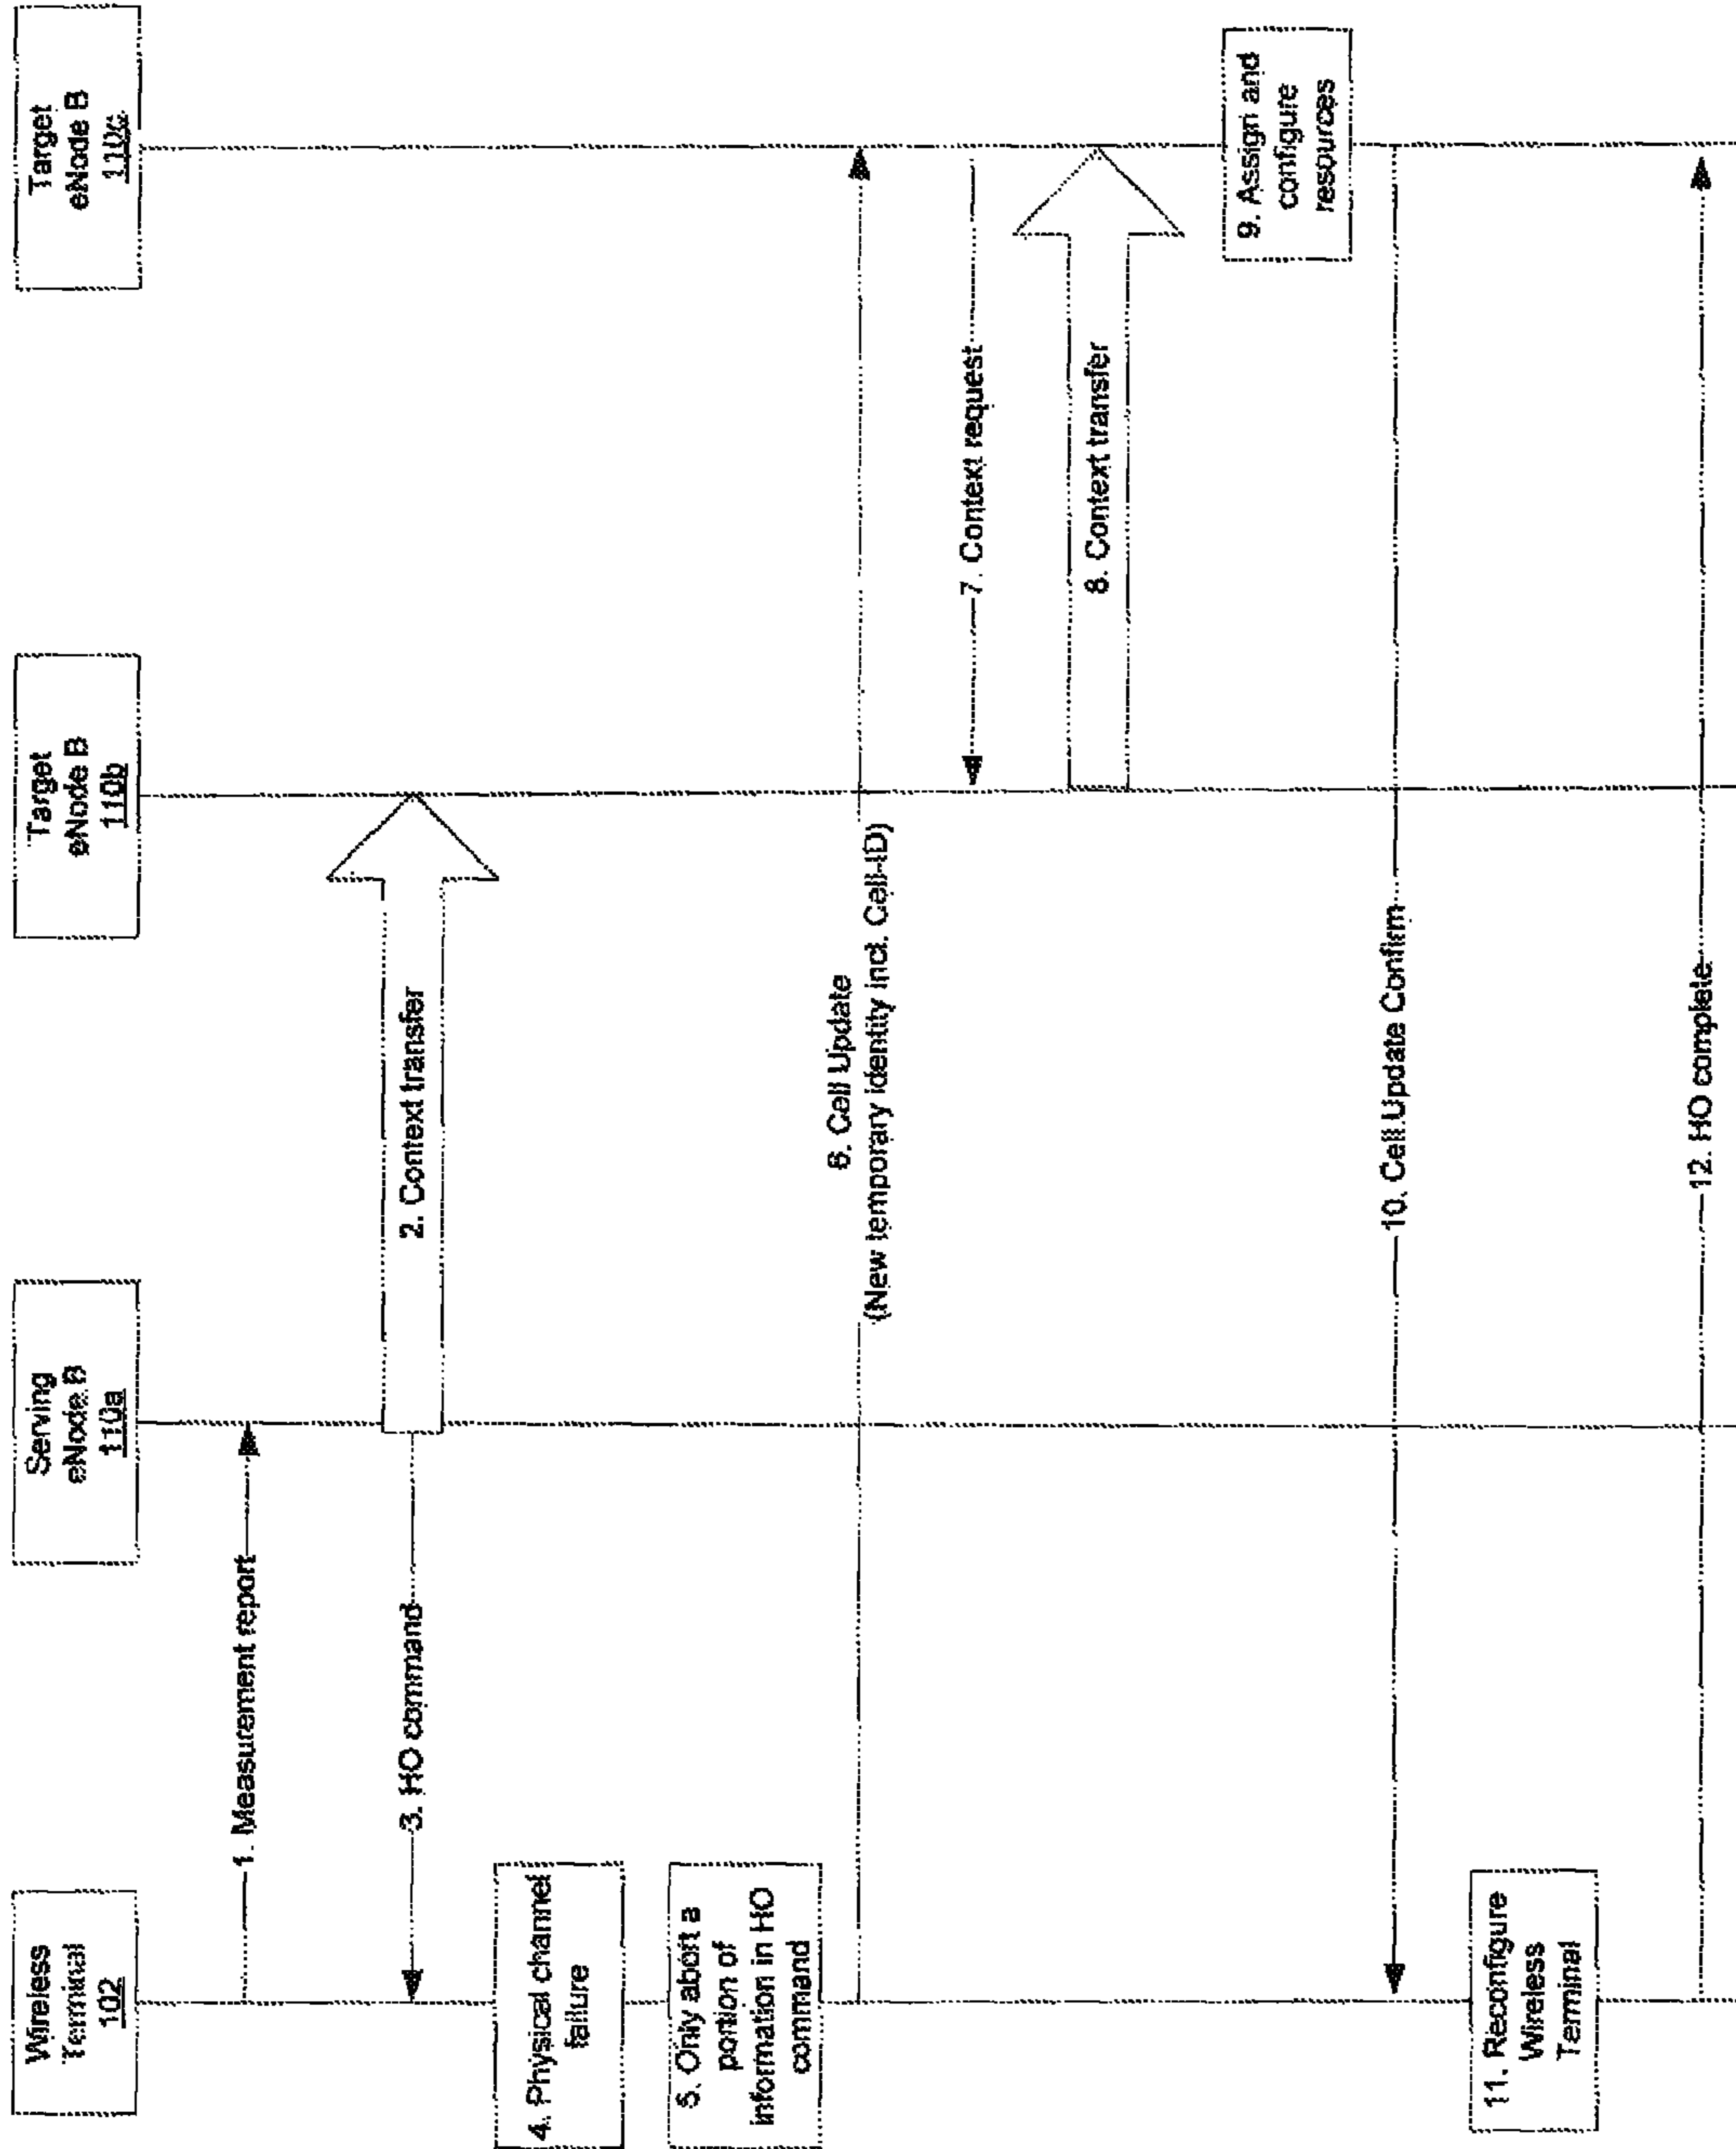 Wireless
Terminal
102
Serving
eNode B
110a
Target
eNode B
110b
Target
eNode B
110c
1. Measurement report
2. Context transfer
3. HO command
4. Physical channel
failure
5. Only abort a
portion of
information in HO
command
6. Cell Update
(New temporary identity incl. Cell-ID)
7. Context request
8. Context transfer
9. Assign and
configure
resources
10. Cell Update Confirm
11. Reconfigure
Wireless
Terminal
12. HO complete